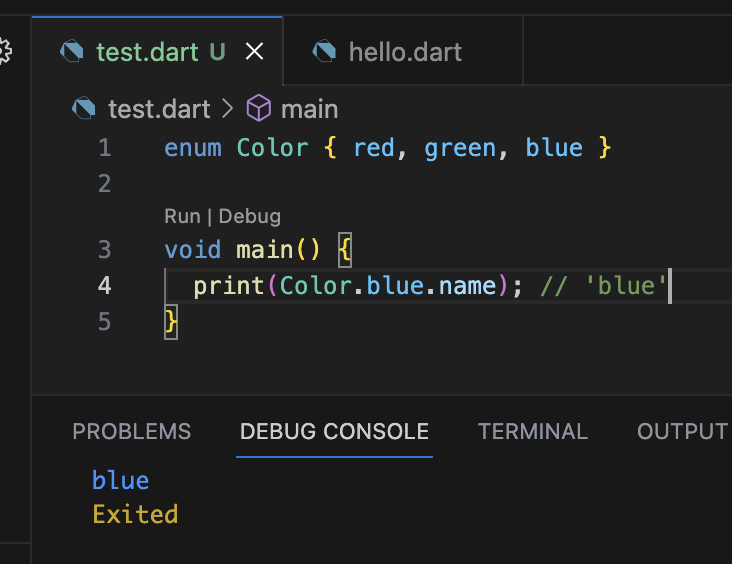 test.dart U
hello.dart
test.dart > main
1 enum Color { red, green, blue }
2
Run | Debug
3 void main() {
4   print(Color.blue.name); // 'blue'
5 }
PROBLEMS DEBUG CONSOLE TERMINAL OUTPUT
blue
Exited